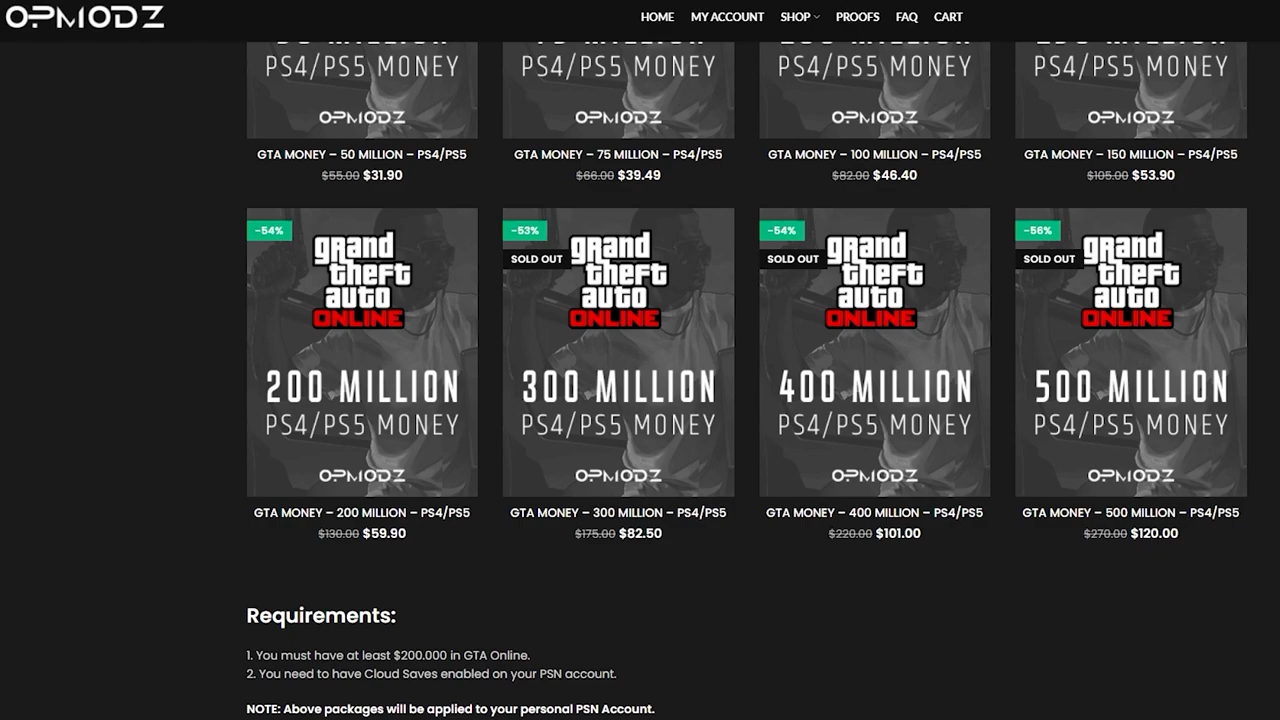 OPMODZ
HOME MY ACCOUNT SHOP PROOFS FAQ CART
PS4/PS5 MONEY
OPMODZ
GTA MONEY – 50 MILLION – PS4/PS5
$55.00 $31.90
PS4/PS5 MONEY
OPMODZ
GTA MONEY – 75 MILLION – PS4/PS5
$66.00 $39.49
PS4/PS5 MONEY
OPMODZ
GTA MONEY – 100 MILLION – PS4/PS5
$82.00 $46.40
PS4/PS5 MONEY
OPMODZ
GTA MONEY – 150 MILLION – PS4/PS5
$105.00 $53.90
-54%
grand
theft
auto
ONLINE
200 MILLION
PS4/PS5 MONEY
OPMODZ
GTA MONEY – 200 MILLION – PS4/PS5
$130.00 $59.90
-53%
SOLD OUT
grand
theft
auto
ONLINE
300 MILLION
PS4/PS5 MONEY
OPMODZ
GTA MONEY – 300 MILLION – PS4/PS5
$175.00 $82.50
-54%
SOLD OUT
grand
theft
auto
ONLINE
400 MILLION
PS4/PS5 MONEY
OPMODZ
GTA MONEY – 400 MILLION – PS4/PS5
$220.00 $101.00
-56%
SOLD OUT
grand
theft
auto
ONLINE
500 MILLION
PS4/PS5 MONEY
OPMODZ
GTA MONEY – 500 MILLION – PS4/PS5
$270.00 $120.00
Requirements:
1. You must have at least $200.000 in GTA Online.
2. You need to have Cloud Saves enabled on your PSN account.
NOTE: Above packages will be applied to your personal PSN Account.